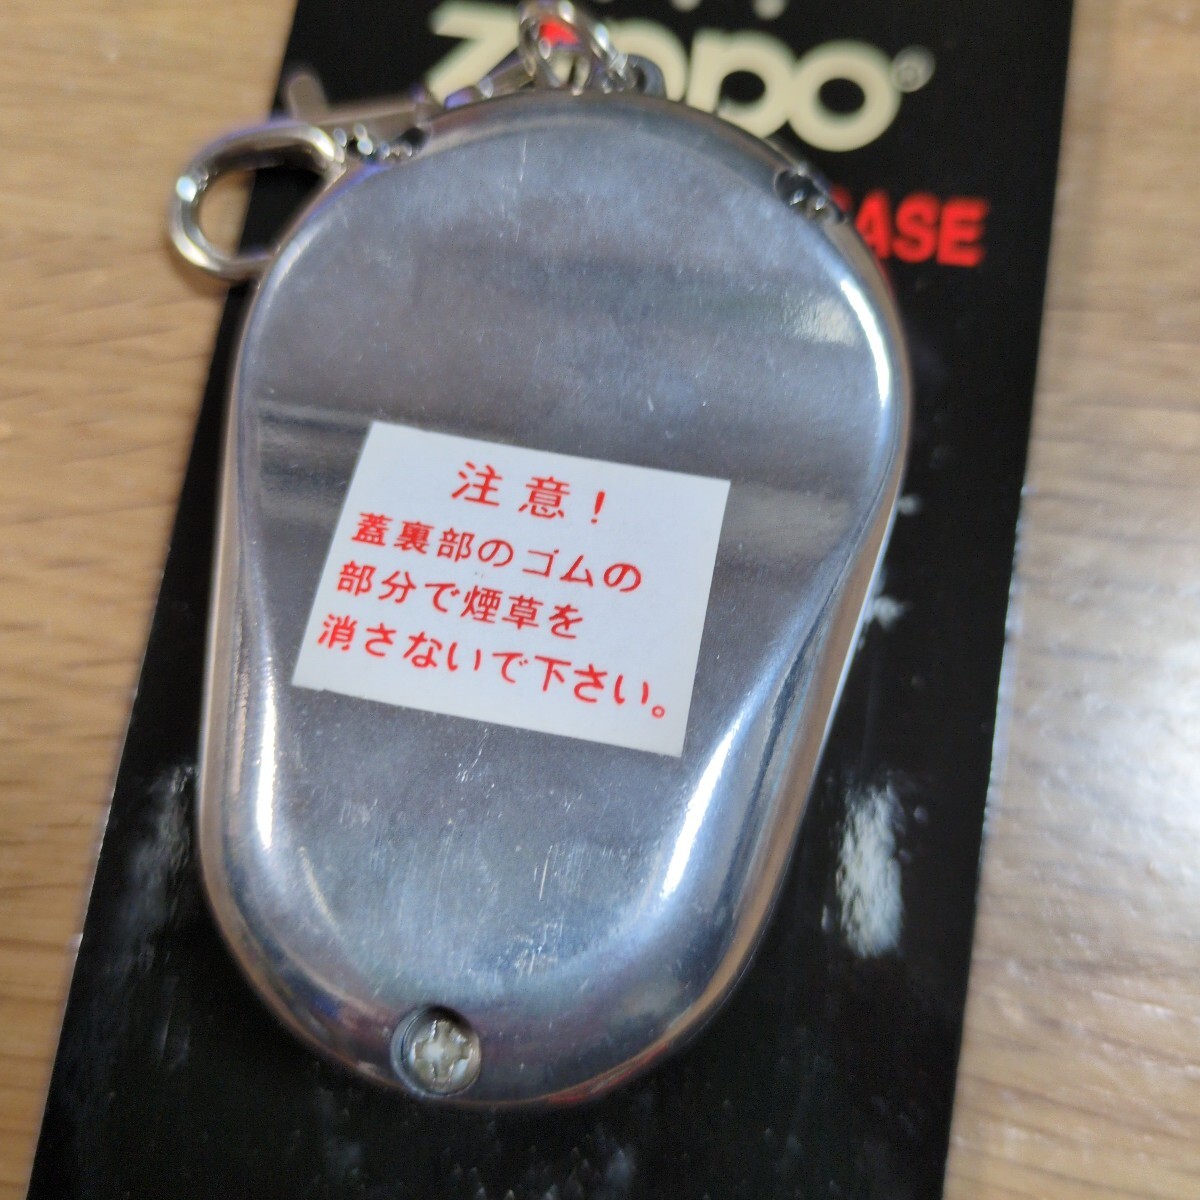 zippo®
CASE
注意!
蓋裏部のゴムの
部分で煙草を
消さないで下さい。